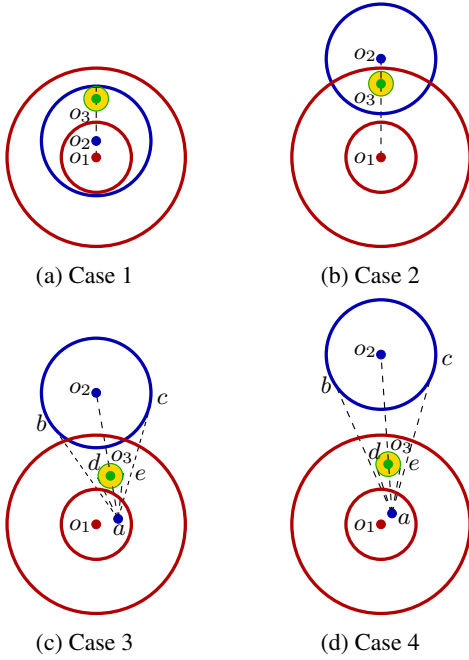 o₃
o₂
o₁
(a) Case 1
o₂
o₃
o₁
(b) Case 2
o₂
b
c
d
o₃
e
a
o₁
(c) Case 3
o₂
b
c
d
o₃
e
a
o₁
(d) Case 4